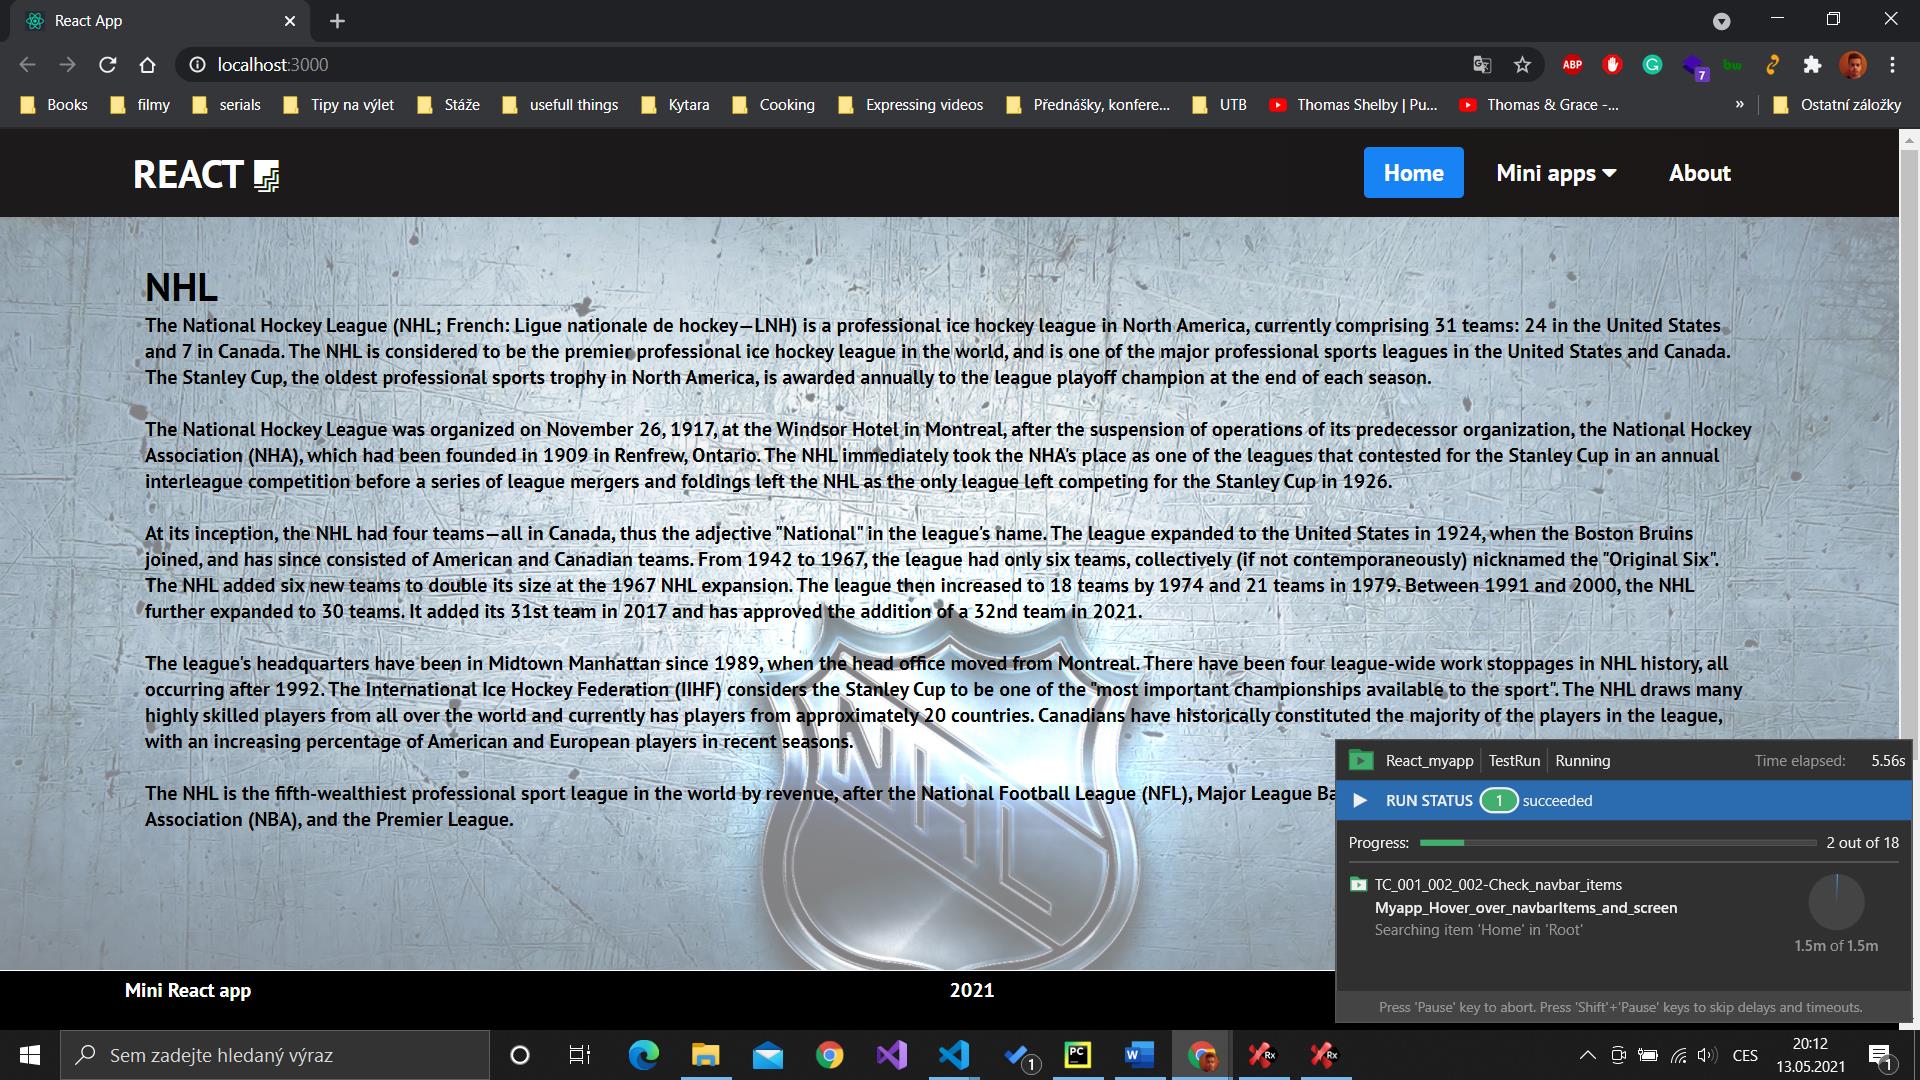 React App
localhost:3000
ABP
7
bw
Books
filmy
serials
Tipy na výlet
Stáže
usefull things
Kytara
Cooking
Expressing videos
Přednášky, konfere...
UTB
Thomas Shelby | Pu...
Thomas & Grace -...
»
Ostatní záložky
REACT
Home
Mini apps
About
NHL
The National Hockey League (NHL; French: Ligue nationale de hockey—LNH) is a professional ice hockey league in North America, currently comprising 31 teams: 24 in the United States
and 7 in Canada. The NHL is considered to be the premier professional ice hockey league in the world, and is one of the major professional sports leagues in the United States and Canada.
The Stanley Cup, the oldest professional sports trophy in North America, is awarded annually to the league playoff champion at the end of each season.
The National Hockey League was organized on November 26, 1917, at the Windsor Hotel in Montreal, after the suspension of operations of its predecessor organization, the National Hockey
Association (NHA), which had been founded in 1909 in Renfrew, Ontario. The NHL immediately took the NHA's place as one of the leagues that contested for the Stanley Cup in an annual
interleague competition before a series of league mergers and foldings left the NHL as the only league left competing for the Stanley Cup in 1926.
At its inception, the NHL had four teams—all in Canada, thus the adjective "National" in the league's name. The league expanded to the United States in 1924, when the Boston Bruins
joined, and has since consisted of American and Canadian teams. From 1942 to 1967, the league had only six teams, collectively (if not contemporaneously) nicknamed the "Original Six".
The NHL added six new teams to double its size at the 1967 NHL expansion. The league then increased to 18 teams by 1974 and 21 teams in 1979. Between 1991 and 2000, the NHL
further expanded to 30 teams. It added its 31st team in 2017 and has approved the addition of a 32nd team in 2021.
The league's headquarters have been in Midtown Manhattan since 1989, when the head office moved from Montreal. There have been four league-wide work stoppages in NHL history, all
occurring after 1992. The International Ice Hockey Federation (IIHF) considers the Stanley Cup to be one of the "most important championships available to the sport". The NHL draws many
highly skilled players from all over the world and currently has players from approximately 20 countries. Canadians have historically constituted the majority of the players in the league,
with an increasing percentage of American and European players in recent seasons.
The NHL is the fifth-wealthiest professional sport league in the world by revenue, after the National Football League (NFL), Major League Ba
Association (NBA), and the Premier League.
NHL
React_myapp
TestRun
Running
Time elapsed:
5.56s
RUN STATUS
1
succeeded
Progress:
2 out of 18
TC_001_002_002-Check_navbar_items
Myapp_Hover_over_navbarItems_and_screen
Searching item 'Home' in 'Root'
1.5m of 1.5m
Press 'Pause' key to abort. Press 'Shift'+'Pause' keys to skip delays and timeouts.
Mini React app
2021
Sem zadejte hledaný výraz
1
PC
W
Rx
Rx
CES
20:12
13.05.2021
1